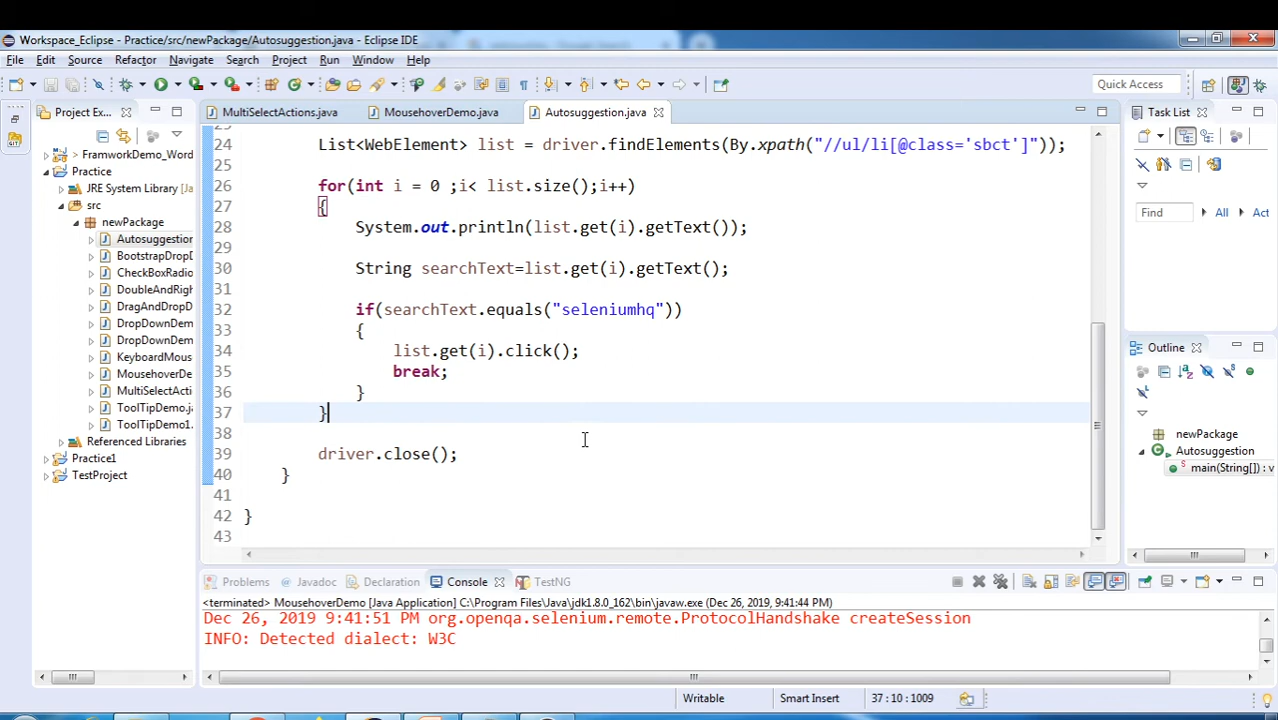 Workspace_Eclipse - Practice/src/newPackage/Autosuggestion.java - Eclipse IDE
File Edit Source Refactor Navigate Search Project Run Window Help
Quick Access
Project Ex...
MultiSelectActions.java
MousehoverDemo.java
Autosuggestion.java
Task List
FramworkDemo_Word
Practice
JRE System Library [
src
newPackage
Autosuggestion
BootstrapDrop
CheckBoxRadio
DoubleAndRigh
DragAndDropD
DropDownDem
DropDownDem
KeyboardMous
MousehoverDe
MultiSelectActi
ToolTipDemo.j
ToolTipDemo1.
Referenced Libraries
Practice1
TestProject
24 List<WebElement> list = driver.findElements(By.xpath("//ul/li[@class='sbct']"));
25
26 for(int i = 0 ;i< list.size();i++)
27 {
28 System.out.println(list.get(i).getText());
29
30 String searchText=list.get(i).getText();
31
32 if(searchText.equals("seleniumhq"))
33 {
34 list.get(i).click();
35 break;
36 }
37 }
38
39 driver.close();
40 }
41
42 }
43
Find All Act
Outline
newPackage
Autosuggestion
main(String[]) : v
Problems Javadoc Declaration Console TestNG
<terminated> MousehoverDemo [Java Application] C:\Program Files\Java\jdk1.8.0_162\bin\javaw.exe (Dec 26, 2019 9:41:44 PM)
Dec 26, 2019 9:41:51 PM org.openqa.selenium.remote.ProtocolHandshake createSession
INFO: Detected dialect: W3C
Writable Smart Insert 37 : 10 : 1009